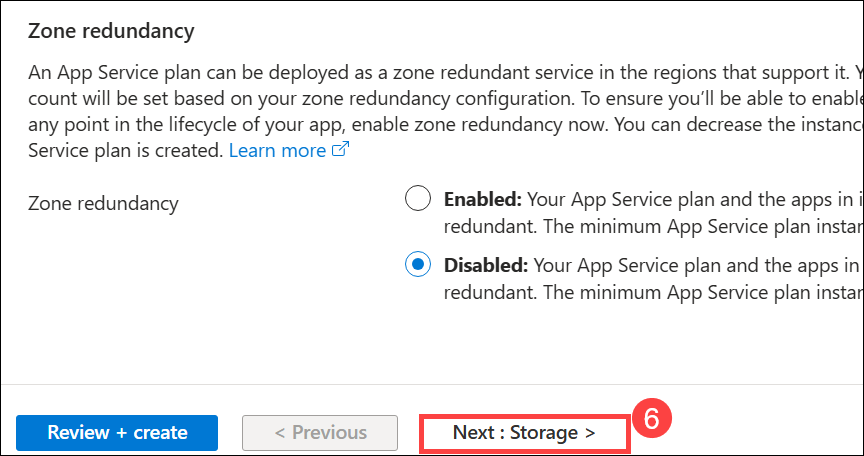 Zone redundancy
An App Service plan can be deployed as a zone redundant service in the regions that support it. Y
count will be set based on your zone redundancy configuration. To ensure you’ll be able to enable
any point in the lifecycle of your app, enable zone redundancy now. You can decrease the instanc
Service plan is created. Learn more
Zone redundancy
Enabled: Your App Service plan and the apps in i
redundant. The minimum App Service plan instan
Disabled: Your App Service plan and the apps in
redundant. The minimum App Service plan instan
Review + create
< Previous
Next : Storage >
6